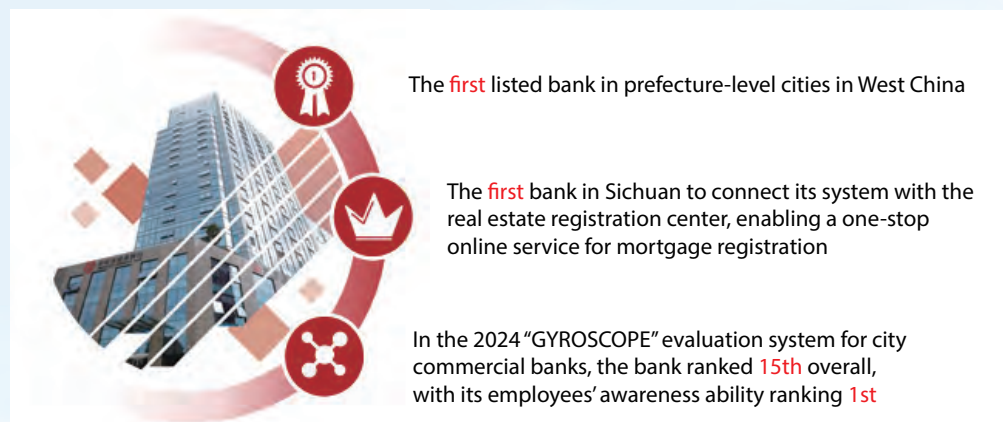 The first listed bank in prefecture-level cities in West China
The first bank in Sichuan to connect its system with the
real estate registration center, enabling a one-stop
online service for mortgage registration
In the 2024 “GYROSCOPE” evaluation system for city
commercial banks, the bank ranked 15th overall,
with its employees’ awareness ability ranking 1st